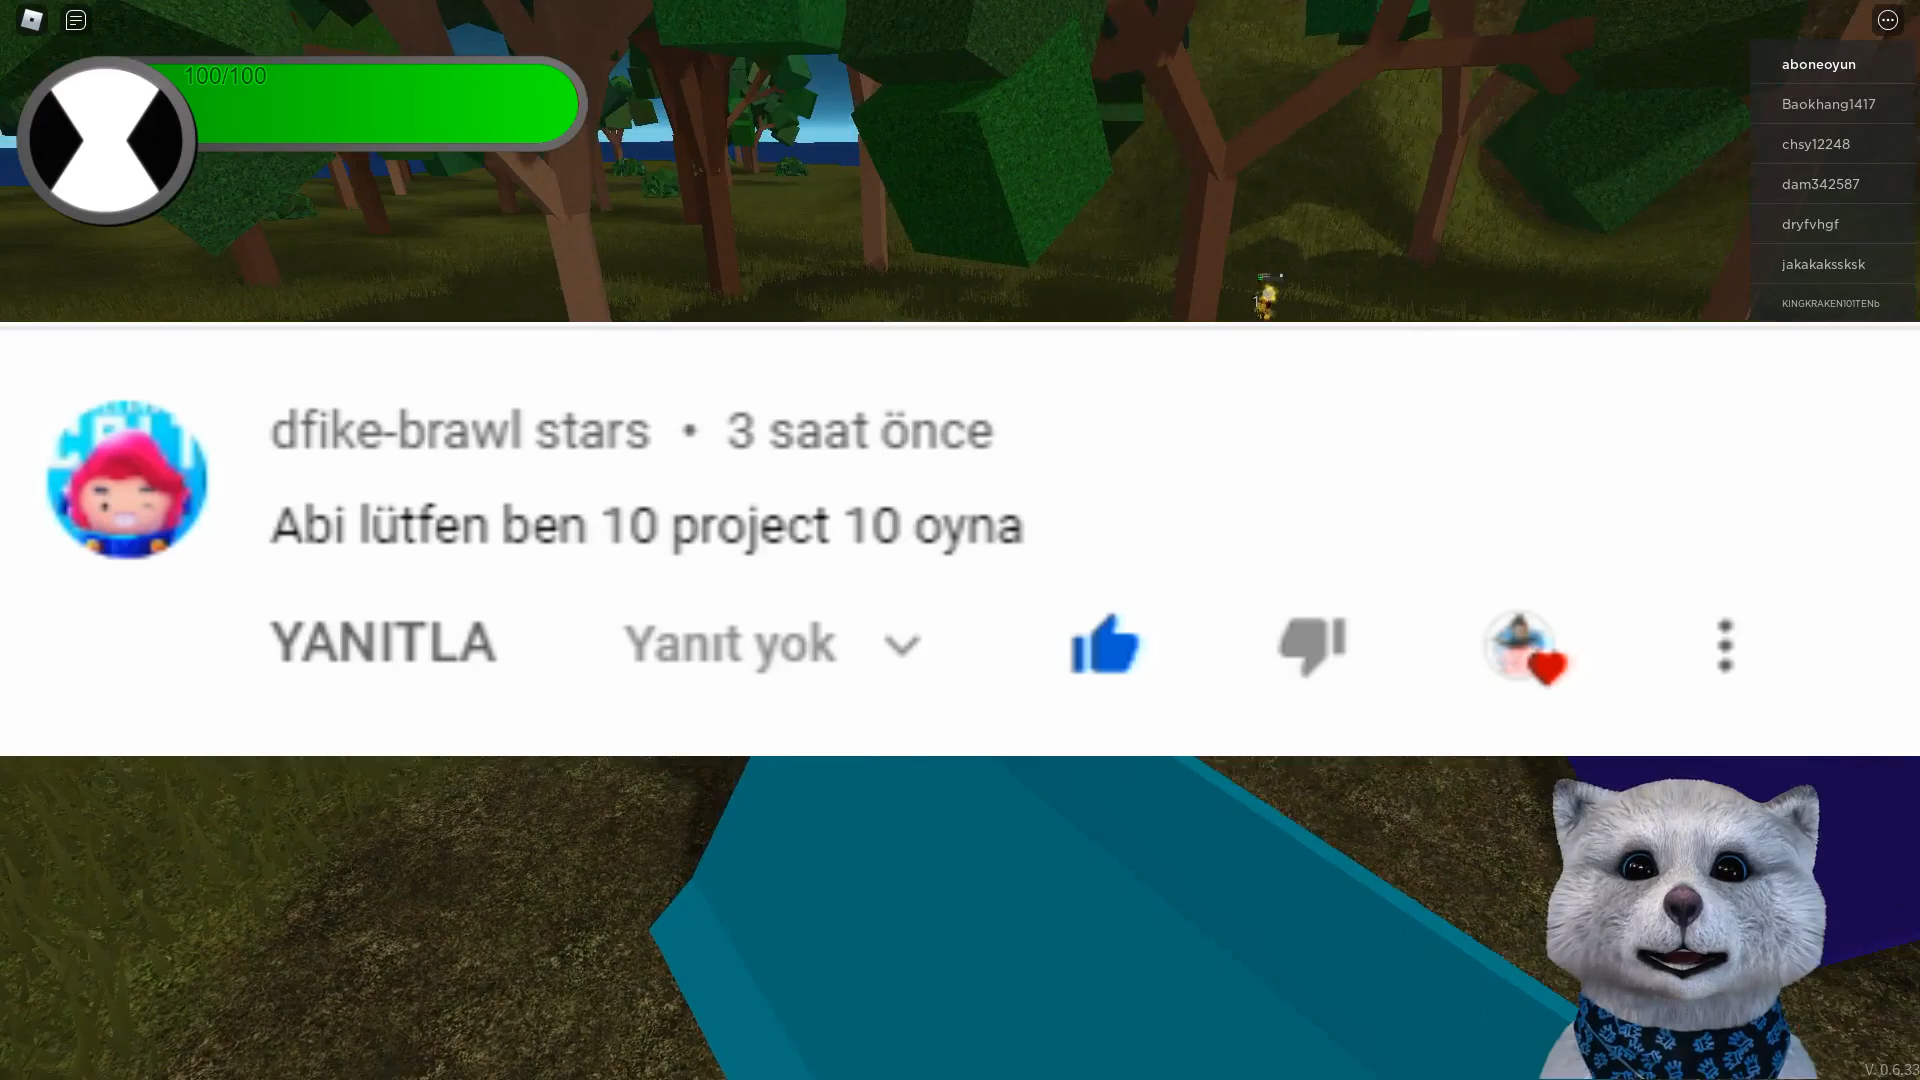 100/100
aboneoyun
Baokhang1417
chsy12248
dam342587
dryfvhgf
jakakakssksk
KINGKRAKEN101TENb
dfike-brawl stars • 3 saat önce
Abi lütfen ben 10 project 10 oyna
YANITLA Yanıt yok
V. 0.6.33